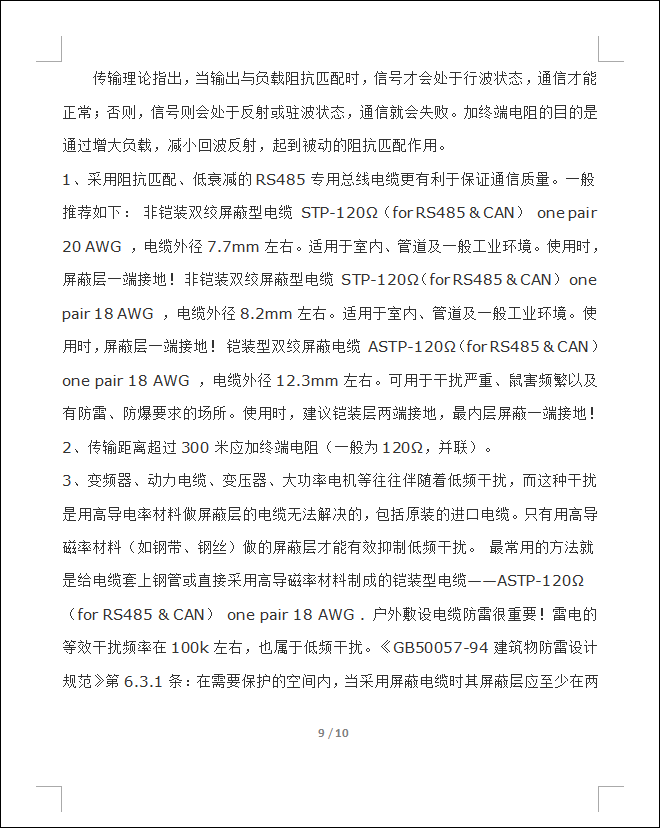 传输理论指出，当输出与负载阻抗匹配时，信号才会处于行波状态，通信才能
正常；否则，信号则会处于反射或驻波状态，通信就会失败。加终端电阻的目的是
通过增大负载，减小回波反射，起到被动的阻抗匹配作用。
1、采用阻抗匹配、低衰减的 RS485 专用总线电缆更有利于保证通信质量。一般
推荐如下： 非铠装双绞屏蔽型电缆 STP-120Ω（for RS485 & CAN） one pair
20 AWG ，电缆外径 7.7mm 左右。适用于室内、管道及一般工业环境。使用时，
屏蔽层一端接地！非铠装双绞屏蔽型电缆 STP-120Ω（for RS485 & CAN）one
pair 18 AWG ，电缆外径 8.2mm 左右。适用于室内、管道及一般工业环境。使
用时，屏蔽层一端接地！ 铠装型双绞屏蔽电缆 ASTP-120Ω（for RS485 & CAN）
one pair 18 AWG ，电缆外径 12.3mm 左右。可用于干扰严重、鼠害频繁以及
有防雷、防爆要求的场所。使用时，建议铠装层两端接地，最内层屏蔽一端接地！
2、传输距离超过 300 米应加终端电阻（一般为 120Ω，并联）。
3、变频器、动力电缆、变压器、大功率电机等往往伴随着低频干扰，而这种干扰
是用高导电率材料做屏蔽层的电缆无法解决的，包括原装的进口电缆。只有用高导
磁率材料（如钢带、钢丝）做的屏蔽层才能有效抑制低频干扰。 最常用的方法就
是给电缆套上钢管或直接采用高导磁率材料制成的铠装型电缆——ASTP-120Ω
（for RS485 & CAN） one pair 18 AWG . 户外敷设电缆防雷很重要！雷电的
等效干扰频率在 100k 左右，也属于低频干扰。《GB50057-94 建筑物防雷设计
规范》第 6.3.1 条：在需要保护的空间内，当采用屏蔽电缆时其屏蔽层应至少在两
9 / 10